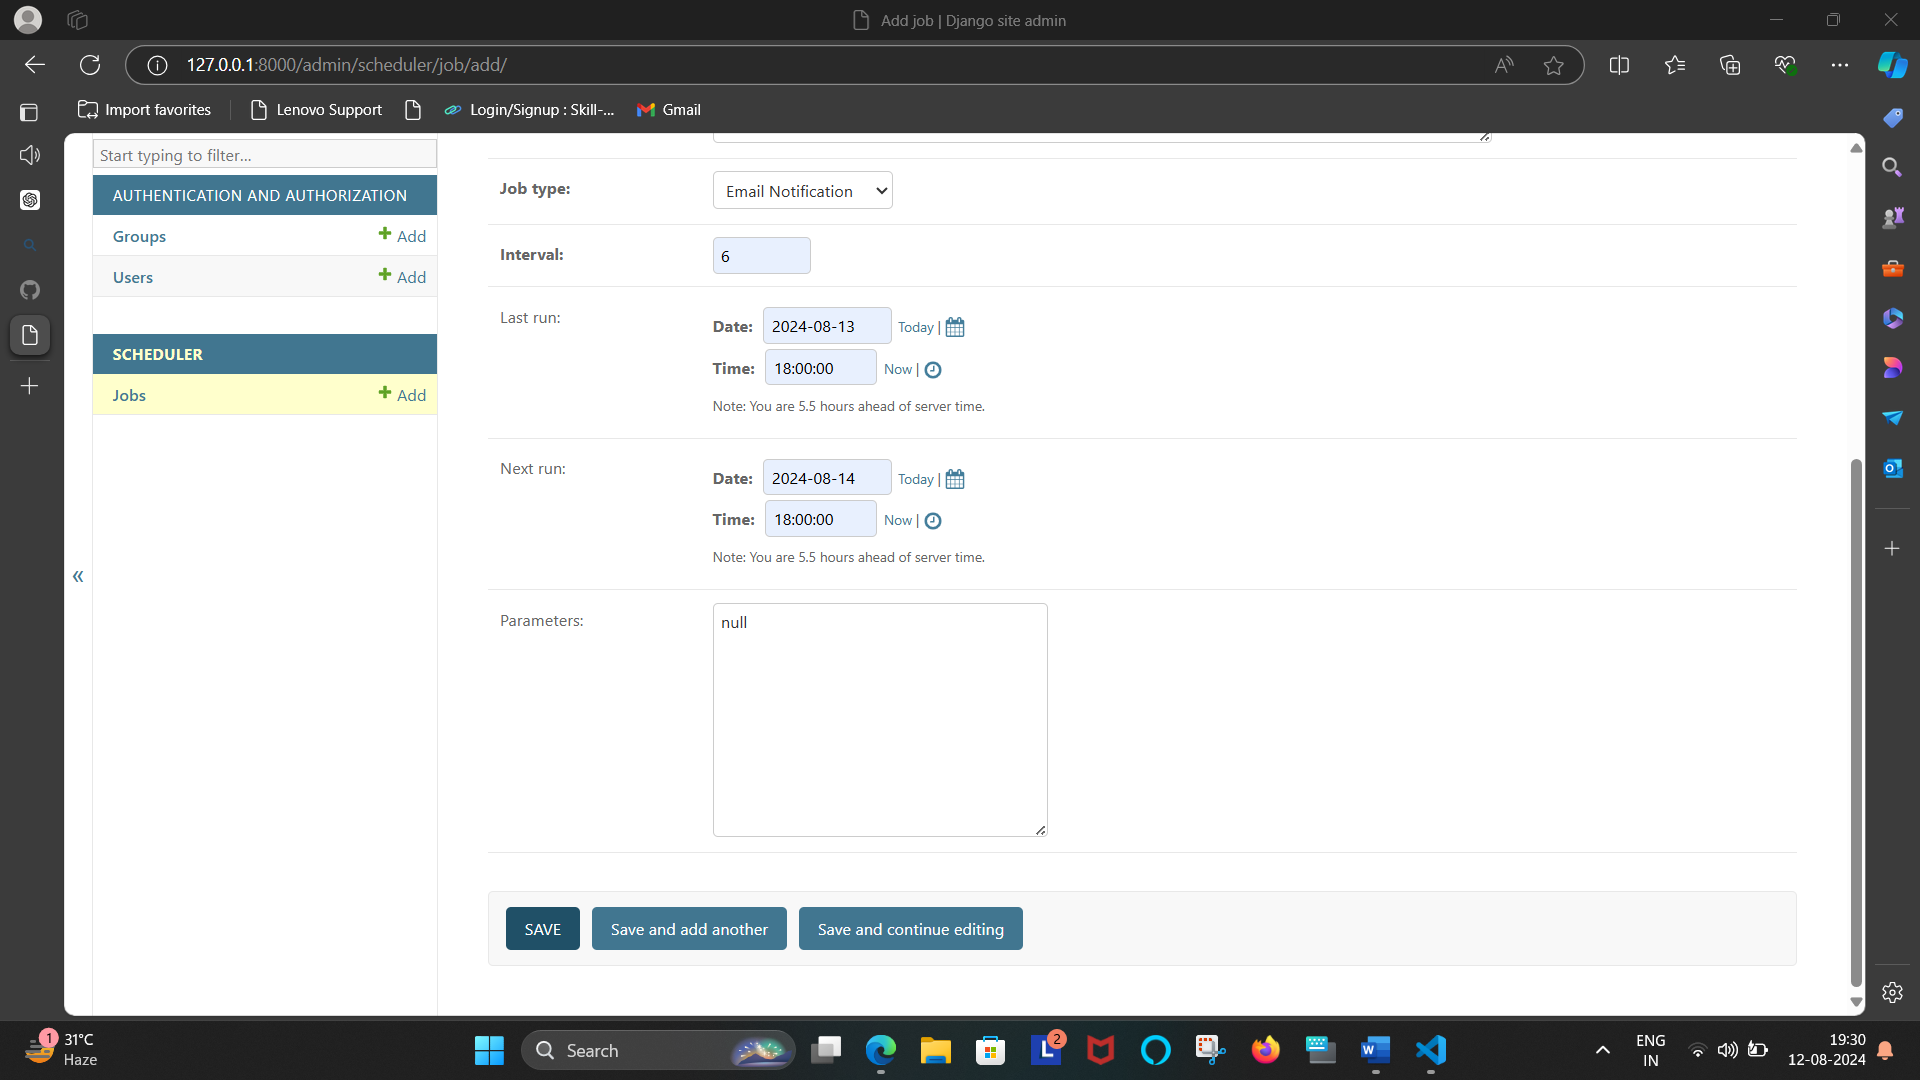 Add job | Django site admin
127.0.0.1:8000/admin/scheduler/job/add/
Import favorites
Lenovo Support
Login/Signup : Skill-...
Gmail
Start typing to filter...
AUTHENTICATION AND AUTHORIZATION
Groups
Add
Users
Add
SCHEDULER
Jobs
Add
«
Job type:
Email Notification
Interval:
6
Last run:
Date: 2024-08-13 Today |
Time: 18:00:00 Now |
Note: You are 5.5 hours ahead of server time.
Next run:
Date: 2024-08-14 Today |
Time: 18:00:00 Now |
Note: You are 5.5 hours ahead of server time.
Parameters:
null
SAVE
Save and add another
Save and continue editing
1
31°C
Haze
Search
L
2
W
ENG
IN
19:30
12-08-2024